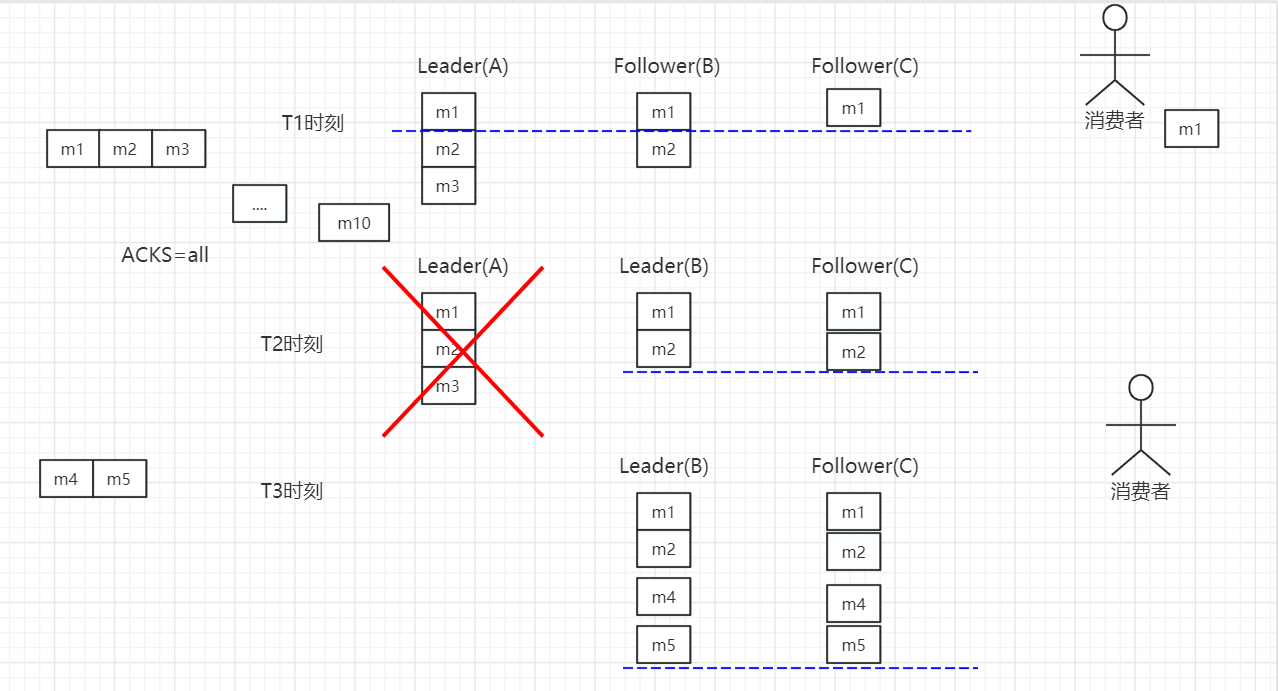 Leader(A)
Follower(B)
Follower(C)
T1时刻
m1
m2
m3
m1
m2
m3
m1
m2
m1
消费者
m1
....
m10
ACKS=all
Leader(A)
Leader(B)
Follower(C)
T2时刻
m1
m2
m3
m1
m2
m1
m2
m4
m5
T3时刻
Leader(B)
Follower(C)
m1
m2
m4
m5
m1
m2
m4
m5
消费者